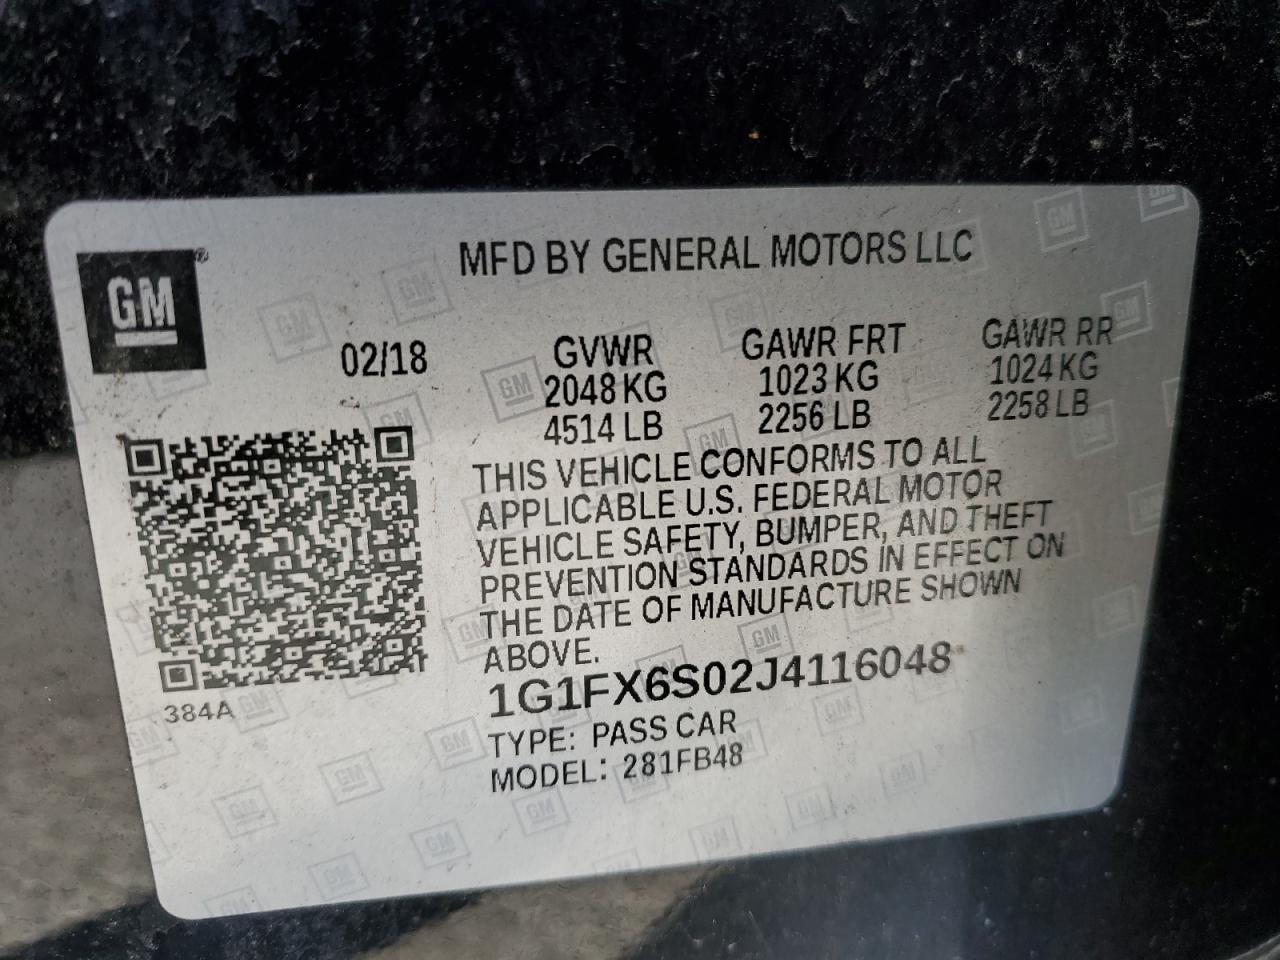 GM
MFD BY GENERAL MOTORS LLC
02/18
GVWR
2048 KG
4514 LB
GAWR FRT
1023 KG
2256 LB
GAWR RR
1024 KG
2258 LB
THIS VEHICLE CONFORMS TO ALL
APPLICABLE U.S. FEDERAL MOTOR
VEHICLE SAFETY, BUMPER, AND THEFT
PREVENTION STANDARDS IN EFFECT ON
THE DATE OF MANUFACTURE SHOWN
ABOVE.
1G1FX6S02J4116048
384A
TYPE: PASS CAR
MODEL: 281FB48